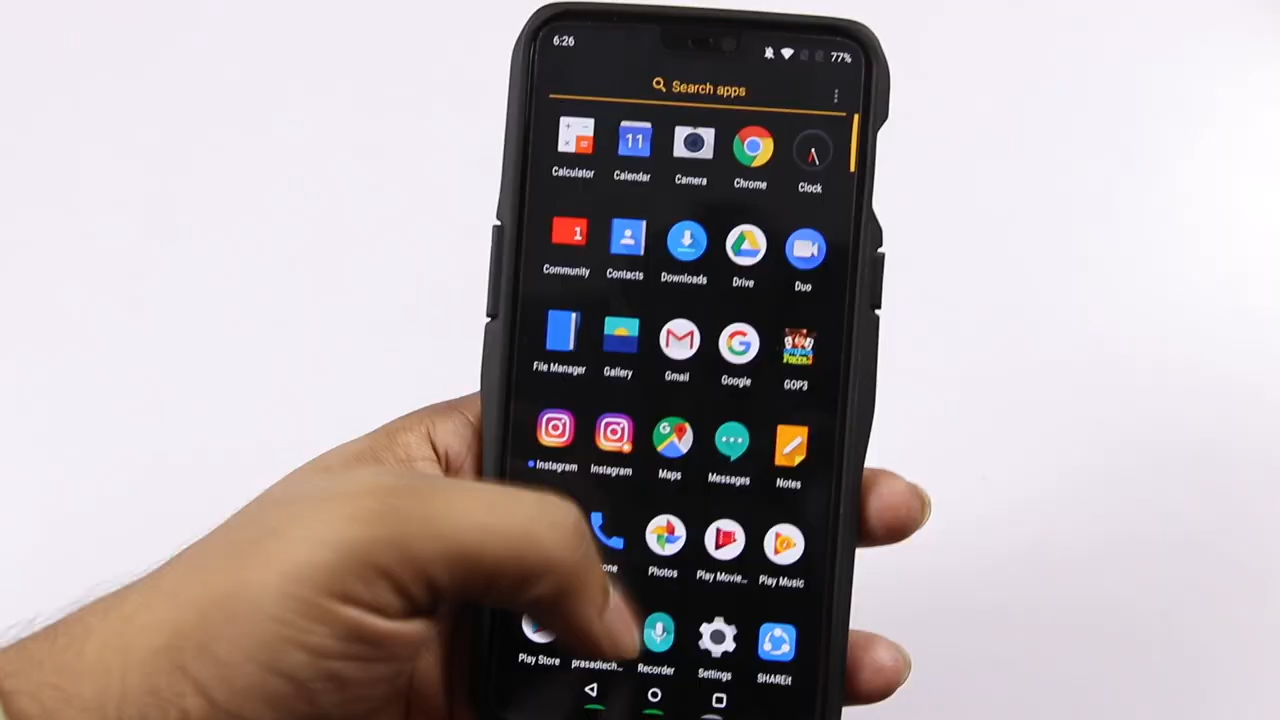 6:26 77%
Search apps
11
Calculator Calendar Camera Chrome Clock
1
Community Contacts Downloads Drive Duo
File Manager Gallery Gmail Google GOP3
Instagram Instagram Maps Messages Notes
one Photos Play Movie... Play Music
Play Store prasadtech... Recorder Settings SHAREit